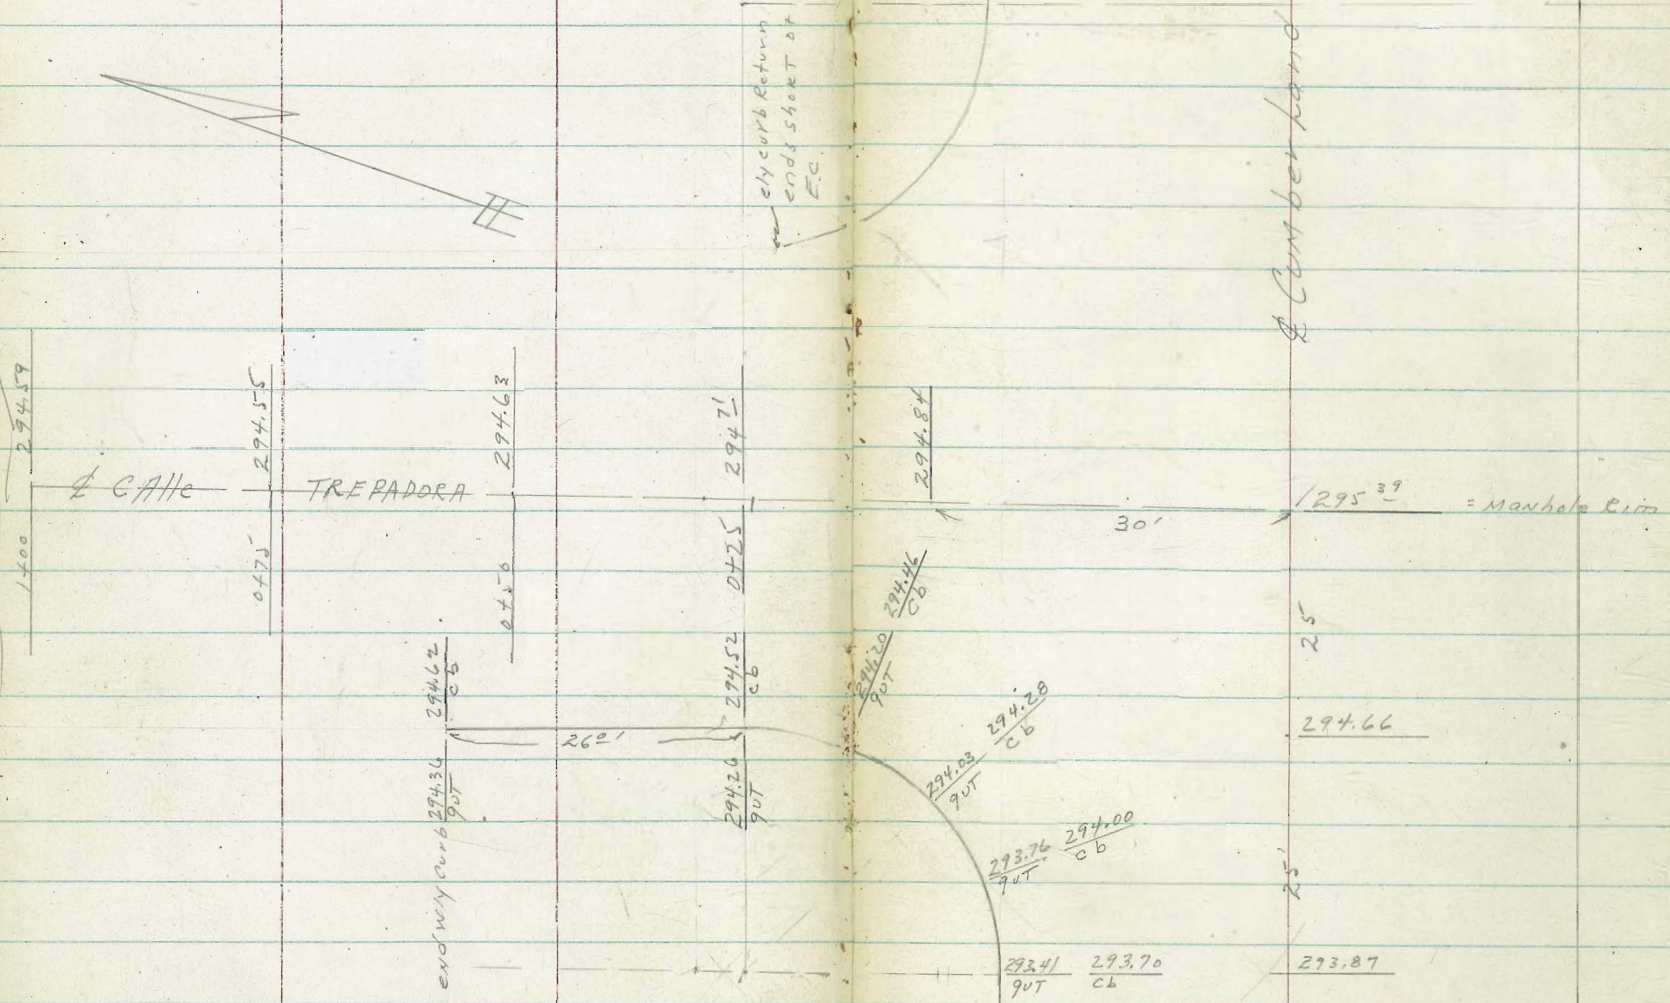 ely curb Return
ends short of
E.C.
℄ Cumberland
294.59
294.55
294.63
294 71
294.84
℄ CAlle TREPADORA
30'
295 39 = Manhole Rim
1+00
0+75
0+50
0+25
25'
294.62
cb
294.36
gut
end wly curb
26 0'
294.52
cb
294.26
gut
294.20
gut
294.46
cb
294.03
gut
294.28
cb
294.66
293.76
gut
294.00
cb
25'
293.41
gut
293.70
cb
293.87